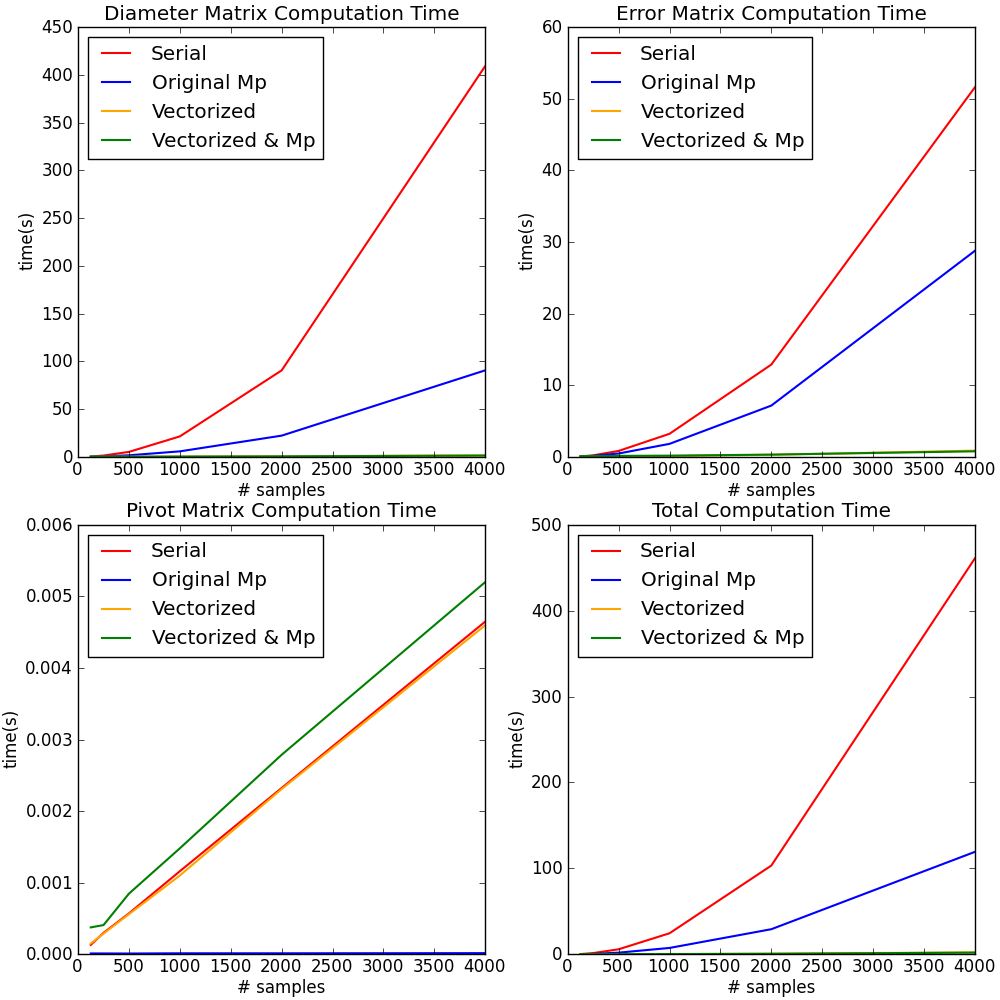 Diameter Matrix Computation Time
450
400
350
300
250
200
150
100
50
0
time(s)
Serial
Original Mp
Vectorized
Vectorized & Mp
0 500 1000 1500 2000 2500 3000 3500 4000
# samples
Error Matrix Computation Time
60
50
40
30
20
10
0
time(s)
Serial
Original Mp
Vectorized
Vectorized & Mp
0 500 1000 1500 2000 2500 3000 3500 4000
# samples
Pivot Matrix Computation Time
0.006
0.005
0.004
0.003
0.002
0.001
0.000
time(s)
Serial
Original Mp
Vectorized
Vectorized & Mp
0 500 1000 1500 2000 2500 3000 3500 4000
# samples
Total Computation Time
500
400
300
200
100
0
time(s)
Serial
Original Mp
Vectorized
Vectorized & Mp
0 500 1000 1500 2000 2500 3000 3500 4000
# samples